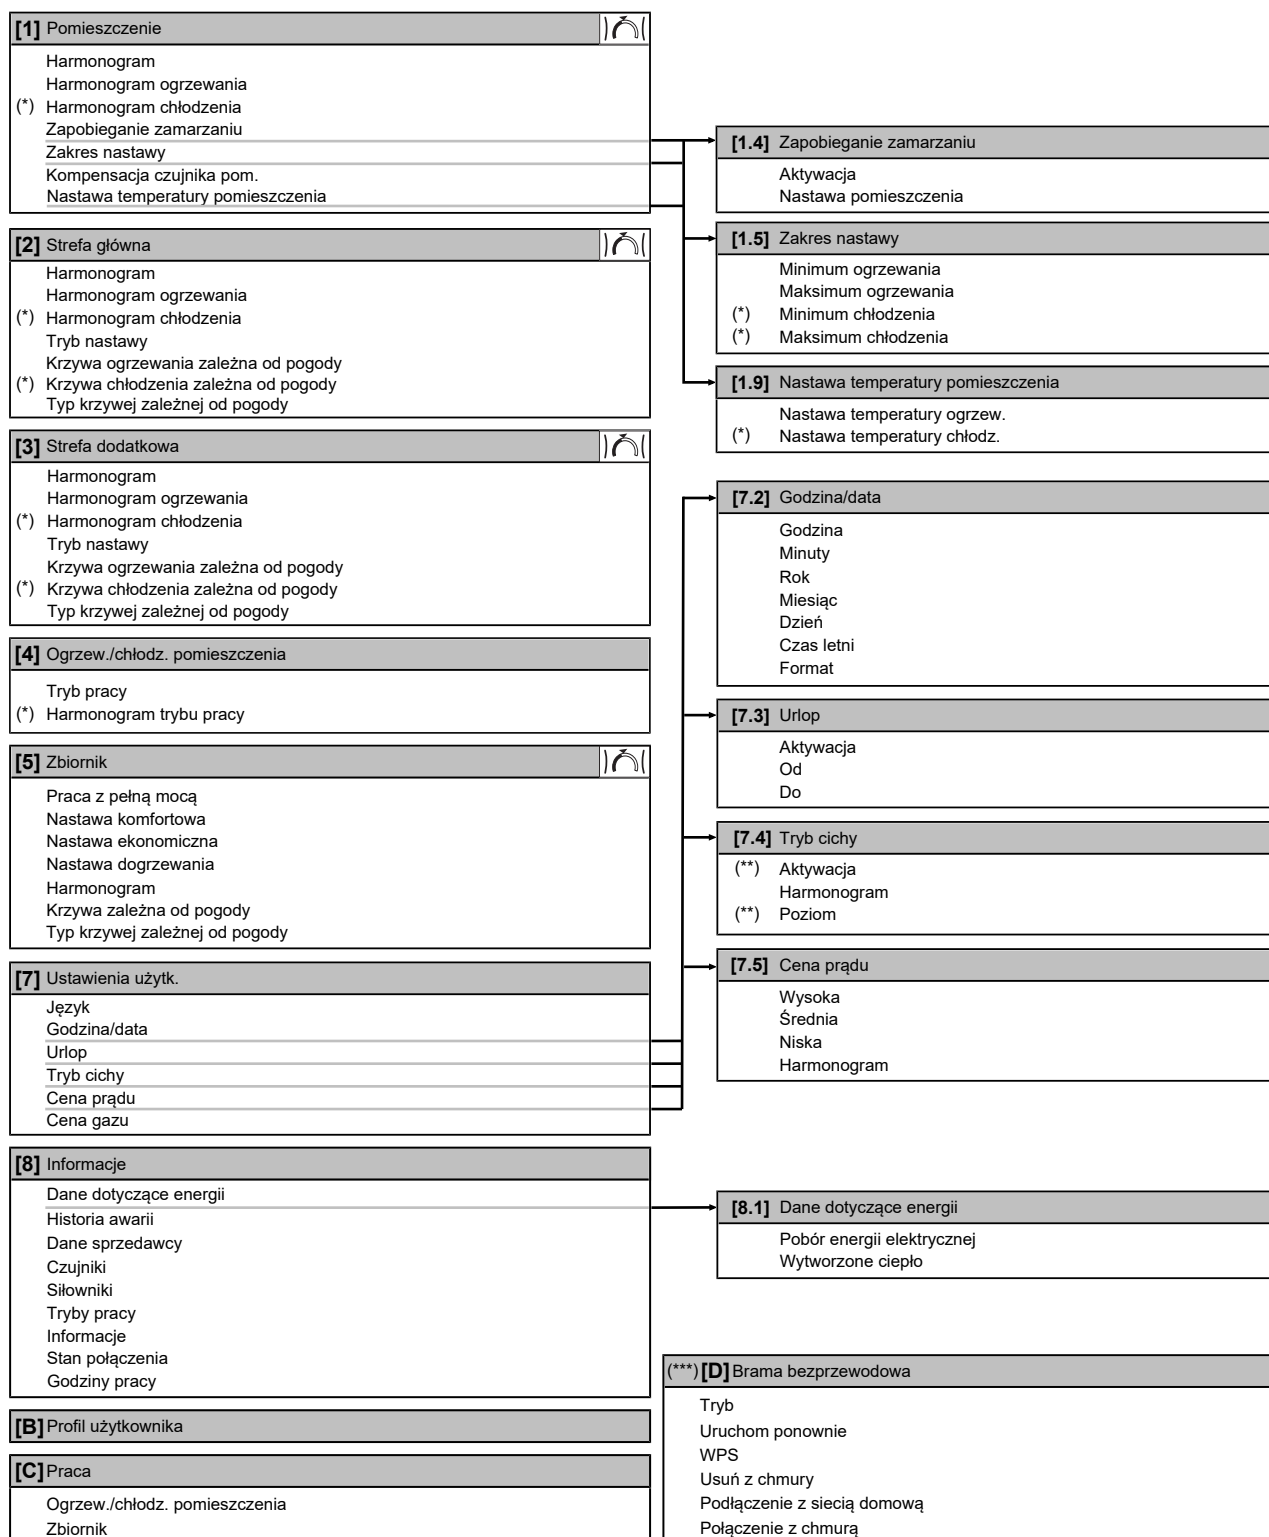 [1] Pomieszczenie
Harmonogram
Harmonogram ogrzewania
(*) Harmonogram chłodzenia
Zapobieganie zamarzaniu
Zakres nastawy
Kompensacja czujnika pom.
Nastawa temperatury pomieszczenia
[2] Strefa główna
Harmonogram
Harmonogram ogrzewania
(*) Harmonogram chłodzenia
Tryb nastawy
Krzywa ogrzewania zależna od pogody
(*) Krzywa chłodzenia zależna od pogody
Typ krzywej zależnej od pogody
[3] Strefa dodatkowa
Harmonogram
Harmonogram ogrzewania
(*) Harmonogram chłodzenia
Tryb nastawy
Krzywa ogrzewania zależna od pogody
(*) Krzywa chłodzenia zależna od pogody
Typ krzywej zależnej od pogody
[4] Ogrzew./chłodz. pomieszczenia
Tryb pracy
(*) Harmonogram trybu pracy
[5] Zbiornik
Praca z pełną mocą
Nastawa komfortowa
Nastawa ekonomiczna
Nastawa dogrzewania
Harmonogram
Krzywa zależna od pogody
Typ krzywej zależnej od pogody
[7] Ustawienia użytk.
Język
Godzina/data
Urlop
Tryb cichy
Cena prądu
Cena gazu
[8] Informacje
Dane dotyczące energii
Historia awarii
Dane sprzedawcy
Czujniki
Siłowniki
Tryby pracy
Informacje
Stan połączenia
Godziny pracy
[B] Profil użytkownika
[C] Praca
Ogrzew./chłodz. pomieszczenia
Zbiornik
[1.4] Zapobieganie zamarzaniu
Aktywacja
Nastawa pomieszczenia
[1.5] Zakres nastawy
Minimum ogrzewania
Maksimum ogrzewania
(*) Minimum chłodzenia
(*) Maksimum chłodzenia
[1.9] Nastawa temperatury pomieszczenia
Nastawa temperatury ogrzew.
(*) Nastawa temperatury chłodz.
[7.2] Godzina/data
Godzina
Minuty
Rok
Miesiąc
Dzień
Czas letni
Format
[7.3] Urlop
Aktywacja
Od
Do
[7.4] Tryb cichy
(**) Aktywacja
Harmonogram
(**) Poziom
[7.5] Cena prądu
Wysoka
Średnia
Niska
Harmonogram
[8.1] Dane dotyczące energii
Pobór energii elektrycznej
Wytworzone ciepło
(***) [D] Brama bezprzewodowa
Tryb
Uruchom ponownie
WPS
Usuń z chmury
Podłączenie z siecią domową
Połączenie z chmurą